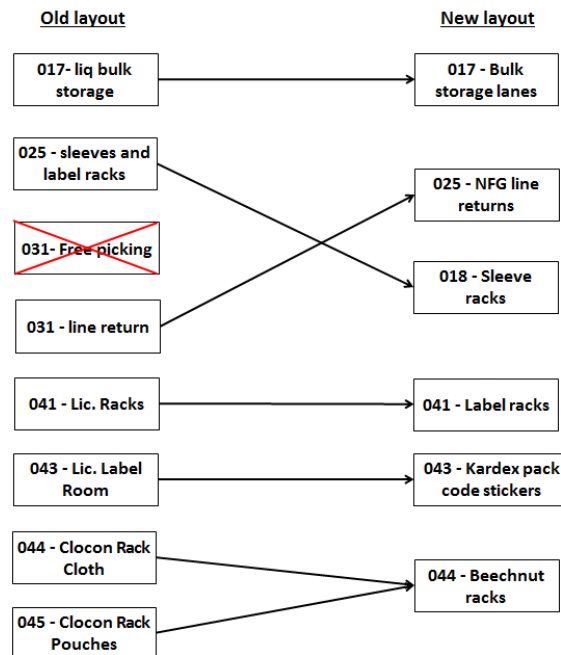 Old layout
New layout
017- liq bulk
storage
017 - Bulk
storage lanes
025 - sleeves and
label racks
025 - NFG line
returns
031- Free picking
018 - Sleeve
racks
031 - line return
041 - Lic. Racks
041 - Label racks
043 - Lic. Label
Room
043 - Kardex pack
code stickers
044 - Clocon Rack
Cloth
044 - Beechnut
racks
045 - Clocon Rack
Pouches